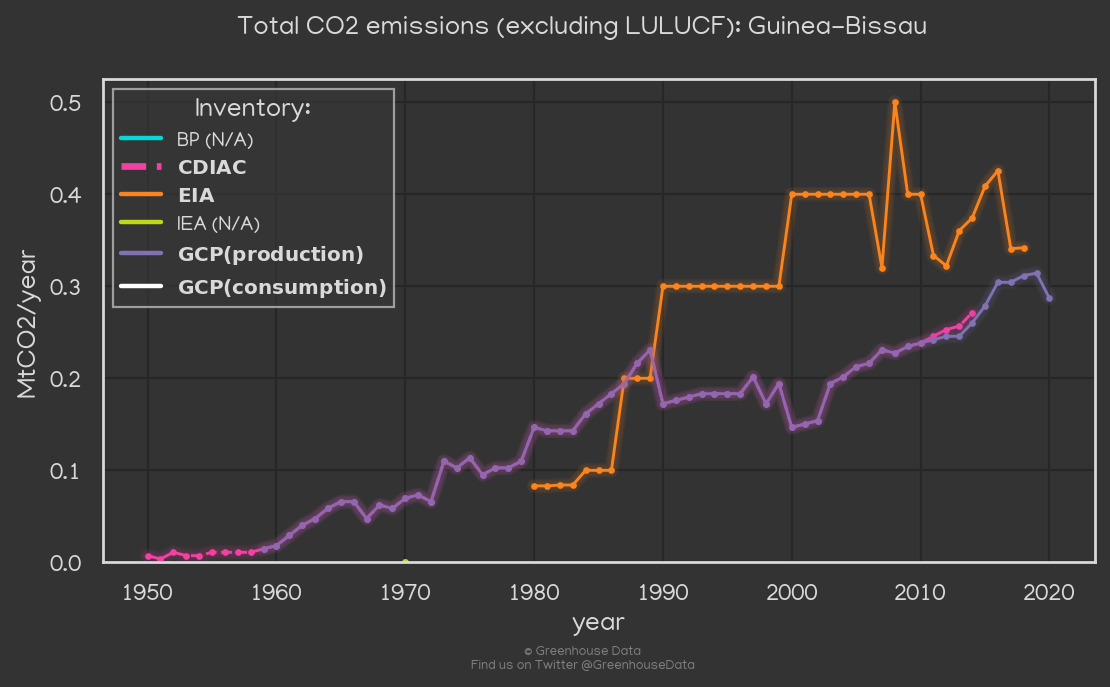 Total CO2 emissions (excluding LULUCF): Guinea-Bissau
Inventory:
BP (N/A)
CDIAC
EIA
IEA (N/A)
GCP(production)
GCP(consumption)
MtCO2/year
0.5
0.4
0.3
0.2
0.1
0.0
1950 1960 1970 1980 1990 2000 2010 2020
year
© Greenhouse Data
Find us on Twitter @GreenhouseData